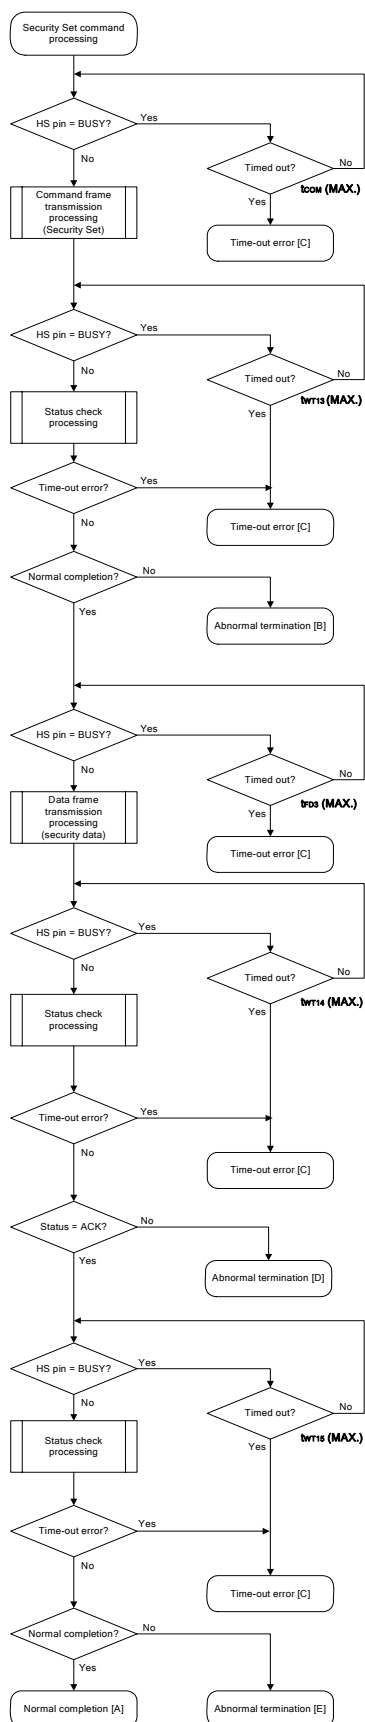 Security Set command
processing
HS pin = BUSY?
Yes
No
Timed out?
No
tCOM (MAX.)
Yes
Command frame
transmission
processing
(Security Set)
Time-out error [C]
HS pin = BUSY?
Yes
No
Timed out?
No
tWT13 (MAX.)
Yes
Status check
processing
Time-out error?
Yes
No
Time-out error [C]
Normal completion?
No
Yes
Abnormal termination [B]
HS pin = BUSY?
Yes
No
Timed out?
No
tFD3 (MAX.)
Yes
Data frame
transmission
processing
(security data)
Time-out error [C]
HS pin = BUSY?
Yes
No
Timed out?
No
tWT14 (MAX.)
Yes
Status check
processing
Time-out error?
Yes
No
Time-out error [C]
Status = ACK?
No
Yes
Abnormal termination [D]
HS pin = BUSY?
Yes
No
Timed out?
No
tWT15 (MAX.)
Yes
Status check
processing
Time-out error?
Yes
No
Time-out error [C]
Normal completion?
No
Yes
Normal completion [A]
Abnormal termination [E]